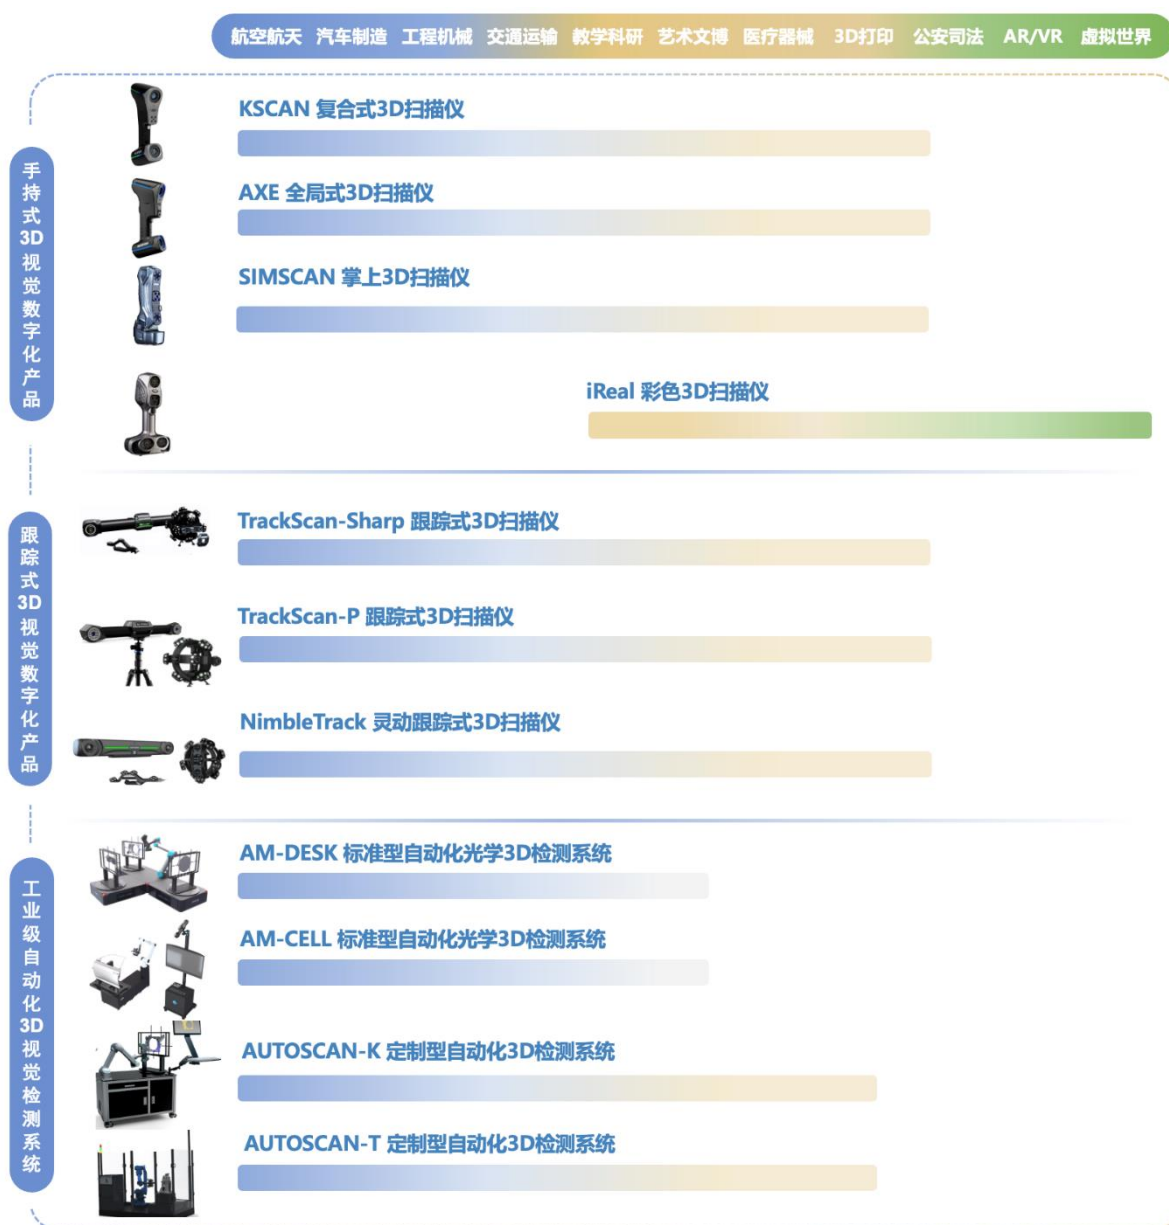 航空航天 汽车制造 工程机械 交通运输 教学科研 艺术文博 医疗器械 3D打印 公安司法 AR/VR 虚拟世界
手持式3D视觉数字化产品
KSCAN 复合式3D扫描仪
AXE 全局式3D扫描仪
SIMSCAN 掌上3D扫描仪
iReal 彩色3D扫描仪
跟踪式3D视觉数字化产品
TrackScan-Sharp 跟踪式3D扫描仪
TrackScan-P 跟踪式3D扫描仪
NimbleTrack 灵动跟踪式3D扫描仪
工业级自动化3D视觉检测系统
AM-DESK 标准型自动化光学3D检测系统
AM-CELL 标准型自动化光学3D检测系统
AUTOSCAN-K 定制型自动化3D检测系统
AUTOSCAN-T 定制型自动化3D检测系统